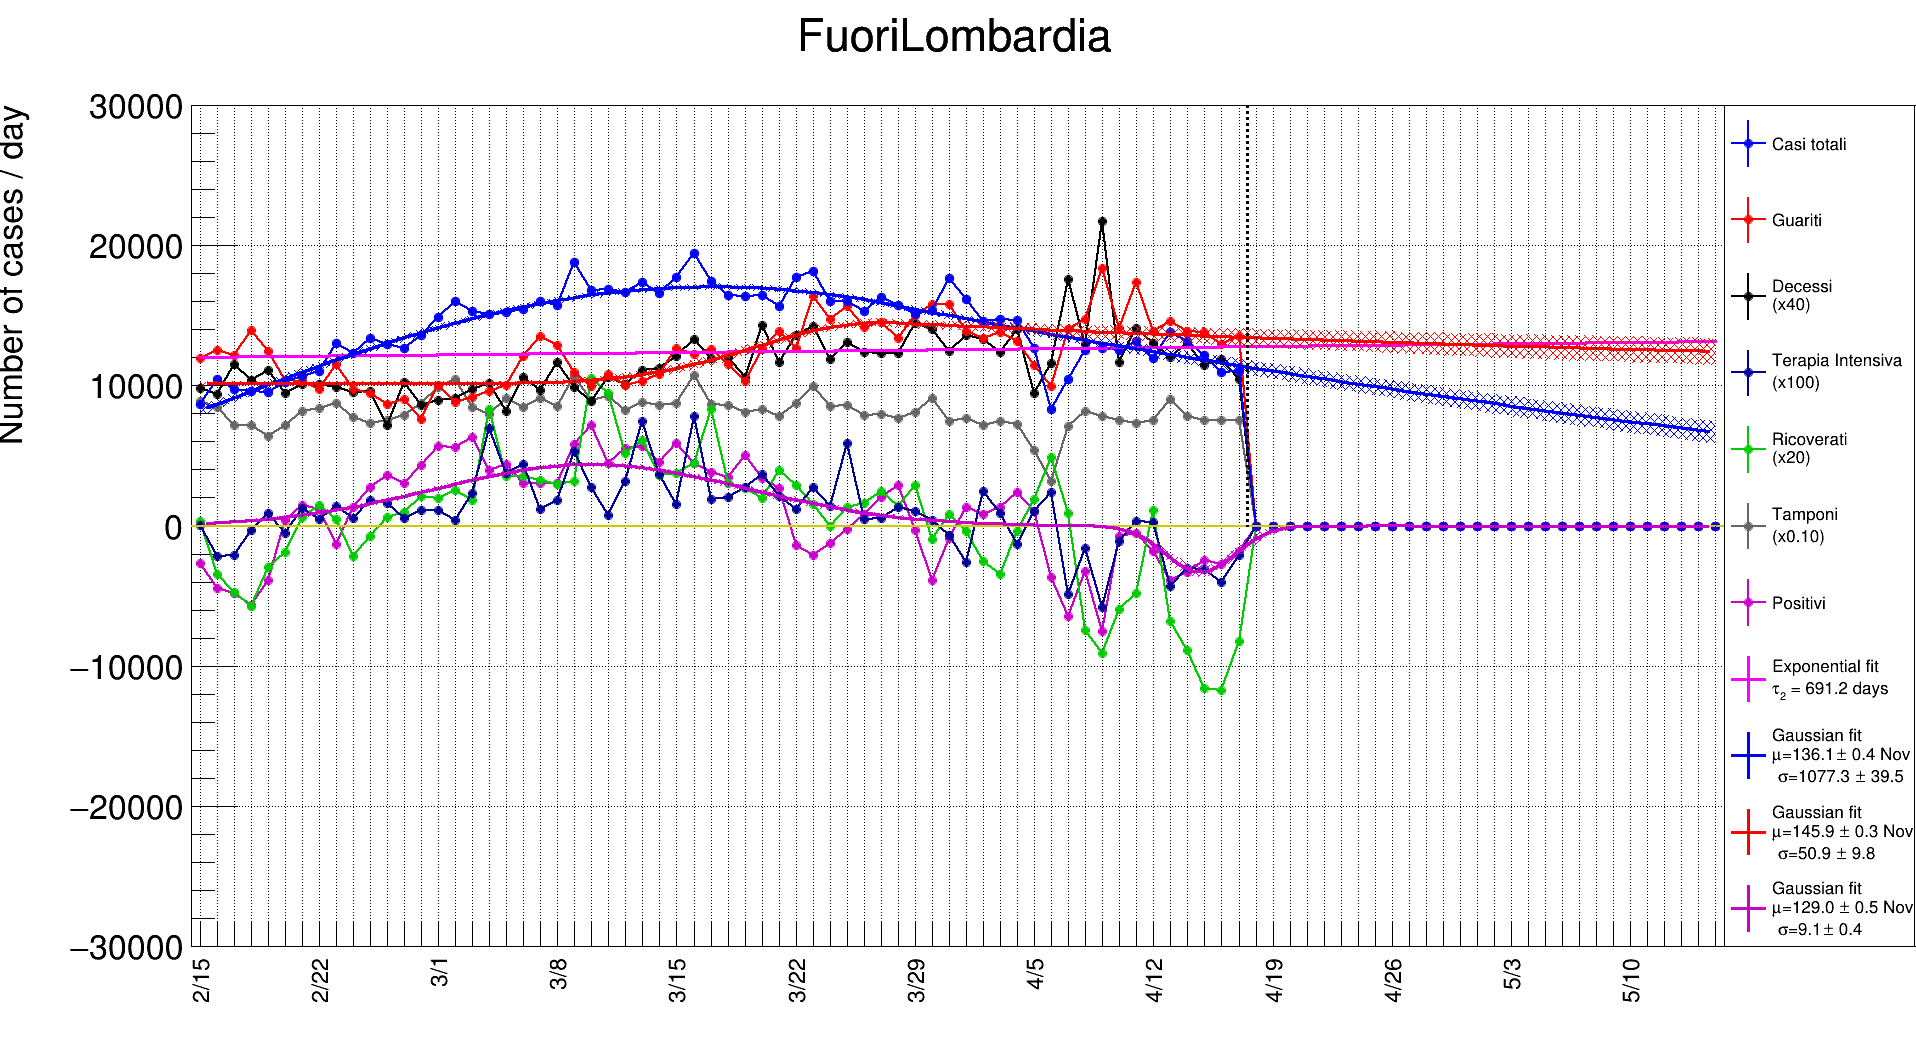 FuoriLombardia
Number of cases / day
30000
20000
10000
0
−10000
−20000
−30000
2/15
2/22
3/1
3/8
3/15
3/22
3/29
4/5
4/12
4/19
4/26
5/3
5/10
Casi totali
Guariti
Decessi
(x40)
Terapia Intensiva
(x100)
Ricoverati
(x20)
Tamponi
(x0.10)
Positivi
Exponential fit
τ2 = 691.2 days
Gaussian fit
μ=136.1 ± 0.4 Nov
σ=1077.3 ± 39.5
Gaussian fit
μ=145.9 ± 0.3 Nov
σ=50.9 ± 9.8
Gaussian fit
μ=129.0 ± 0.5 Nov
σ=9.1 ± 0.4